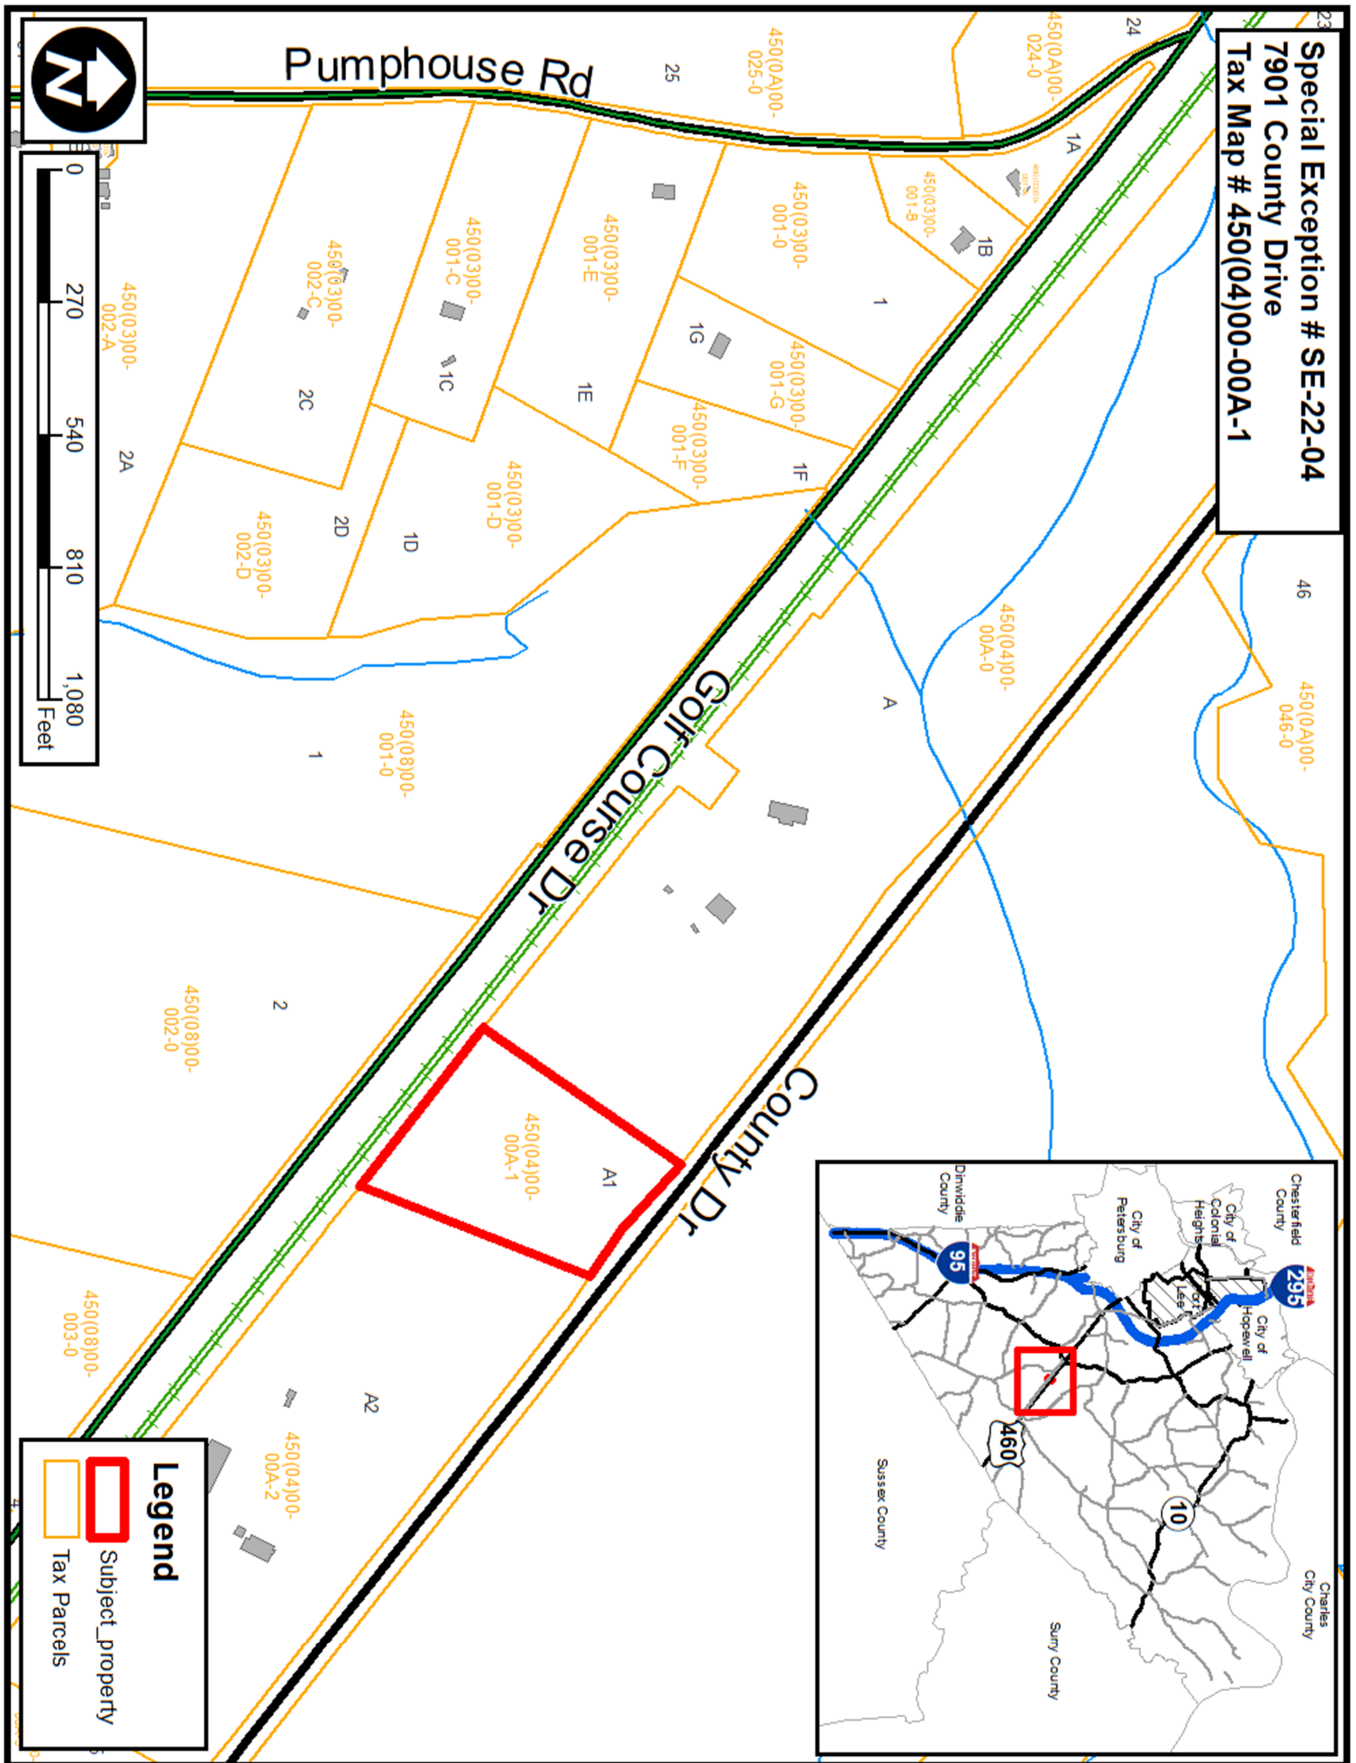 Special Exception # SE-22-04
7901 County Drive
Tax Map # 450(04)00-00A-1
23
24
450(0A)00-
024-0
450(0A)00-
025-0
25
Pumphouse Rd
1A
1B
450(03)00-
001-B
450(03)00-
001-0
1
450(03)00-
001-G
1G
450(03)00-
001-F
1F
450(03)00-
001-E
1E
450(03)00-
001-C
1C
450(03)00-
001-D
1D
450(03)00-
002-C
2C
450(03)00-
002-D
2D
450(03)00-
002-A
2A
46
450(0A)00-
046-0
450(04)00-
00A-0
A
Golf Course Dr
County Dr
450(08)00-
001-0
1
450(08)00-
002-0
2
450(08)00-
003-0
A1
450(04)00-
00A-1
A2
450(04)00-
00A-2
4
N
0
270
540
810
1,080
Feet
Chesterfield
County
City of
Colonial
Heights
City of
Petersburg
Dinwiddie
County
Fort
Lee
City of
Hopewell
295
95
460
10
Charles
City County
Surry County
Sussex County
Legend
Subject_property
Tax Parcels